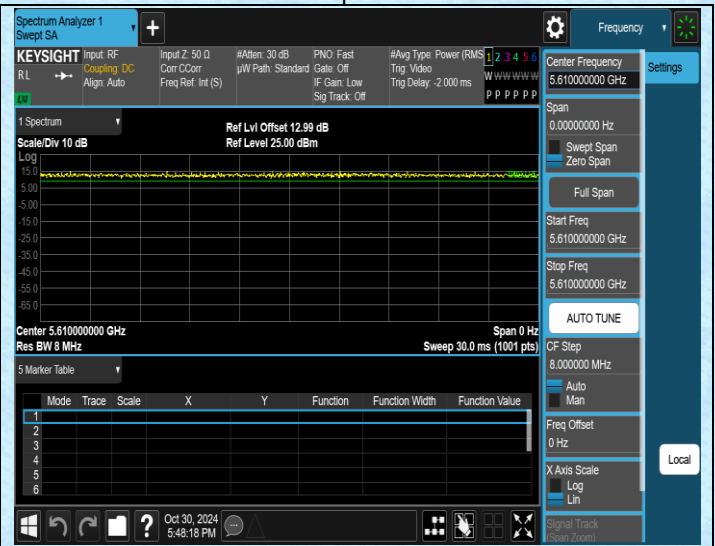 Spectrum Analyzer 1
Swept SA
+
Frequency
KEYSIGHT
RL
LXI
Input: RF
Coupling: DC
Align: Auto
Input Z: 50 Ω
Corr CCorr
Freq Ref: Int (S)
#Atten: 30 dB
µW Path: Standard
PNO: Fast
Gate: Off
IF Gain: Low
Sig Track: Off
#Avg Type: Power (RMS
Trig: Video
Trig Delay: -2.000 ms
1 2 3 4 5 6
W W W W W W
P P P P P P
Center Frequency
5.610000000 GHz
Settings
Span
0.00000000 Hz
Swept Span
Zero Span
Full Span
Start Freq
5.610000000 GHz
Stop Freq
5.610000000 GHz
AUTO TUNE
CF Step
8.000000 MHz
Auto
Man
Freq Offset
0 Hz
X Axis Scale
Log
Lin
Signal Track
(Span Zoom)
Local
1 Spectrum
Scale/Div 10 dB
Ref Lvl Offset 12.99 dB
Ref Level 25.00 dBm
Log
15.0
5.00
-5.00
-15.0
-25.0
-35.0
-45.0
-55.0
-65.0
Center 5.610000000 GHz
Res BW 8 MHz
Span 0 Hz
Sweep 30.0 ms (1001 pts)
5 Marker Table
Mode Trace Scale X Y Function Function Width Function Value
1
2
3
4
5
6
?
Oct 30, 2024
5:48:18 PM